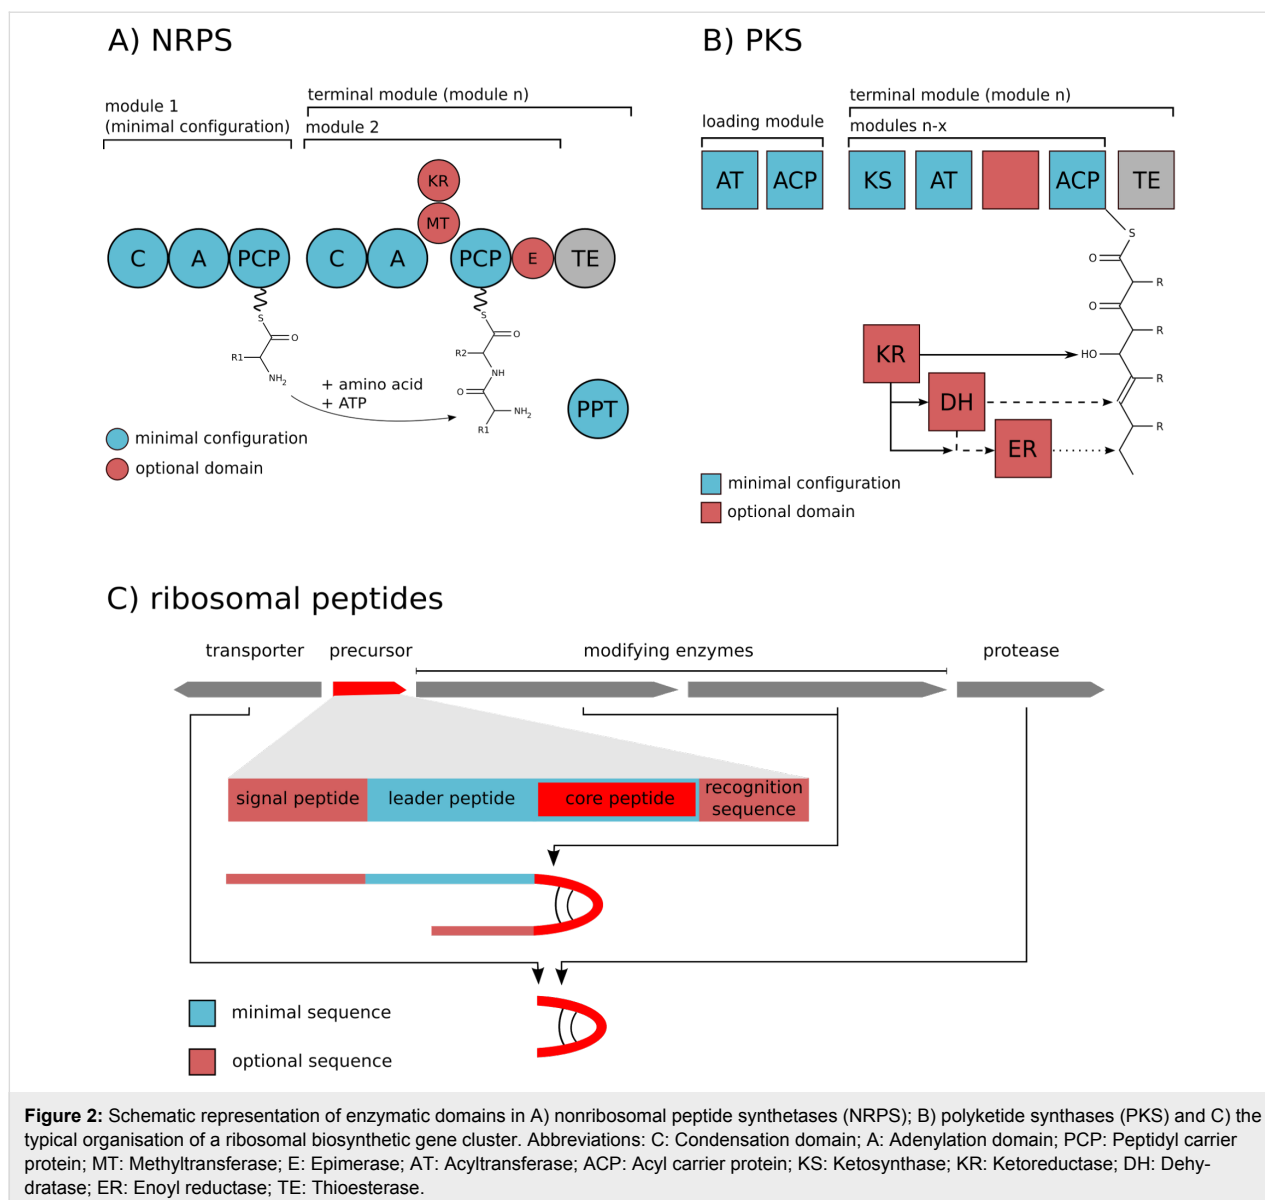 A) NRPS
module 1
(minimal configuration)
terminal module (module n)
module 2
KR
MT
C
A
PCP
C
A
PCP
E
TE
S
O
R1
NH2
S
O
R2
NH
O
NH2
R1
+ amino acid
+ ATP
PPT
minimal configuration
optional domain
B) PKS
loading module
terminal module (module n)
modules n-x
AT
ACP
KS
AT
ACP
TE
S
O
R
O
R
KR
HO
DH
R
R
ER
minimal configuration
optional domain
C) ribosomal peptides
transporter
precursor
modifying enzymes
protease
signal peptide
leader peptide
core peptide
recognition
sequence
minimal sequence
optional sequence
Figure 2: Schematic representation of enzymatic domains in A) nonribosomal peptide synthetases (NRPS); B) polyketide synthases (PKS) and C) the
typical organisation of a ribosomal biosynthetic gene cluster. Abbreviations: C: Condensation domain; A: Adenylation domain; PCP: Peptidyl carrier
protein; MT: Methyltransferase; E: Epimerase; AT: Acyltransferase; ACP: Acyl carrier protein; KS: Ketosynthase; KR: Ketoreductase; DH: Dehy-
dratase; ER: Enoyl reductase; TE: Thioesterase.